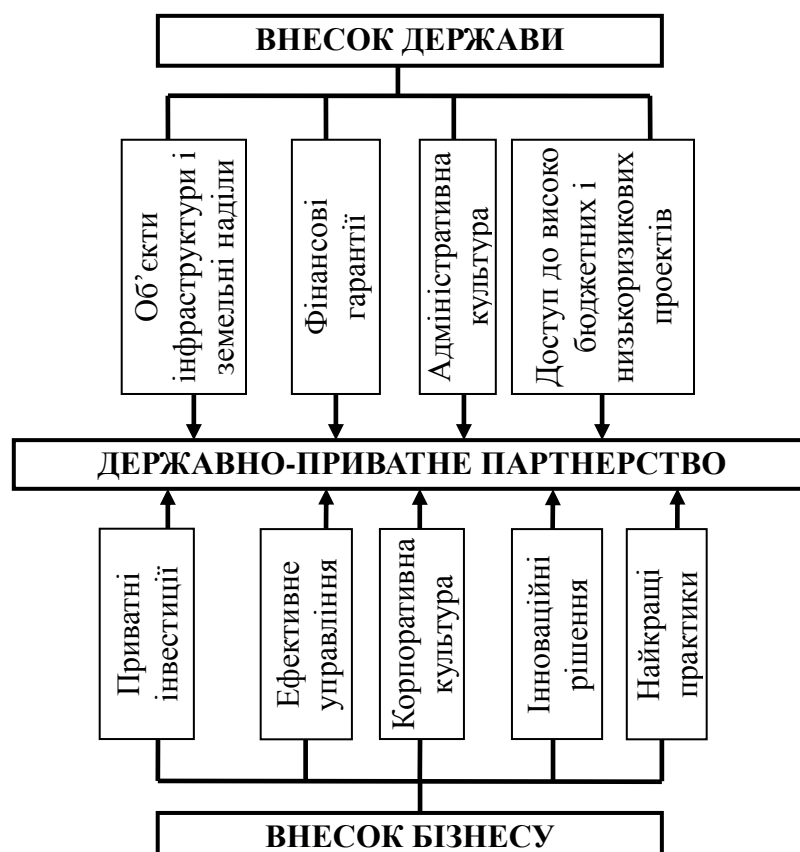 ВНЕСОК ДЕРЖАВИ
Об’єкти
інфраструктури і
земельні наділи
Фінансові
гарантії
Адміністративна
культура
Доступ до високо
бюджетних і
низькоризикових
проектів
ДЕРЖАВНО-ПРИВАТНЕ ПАРТНЕРСТВО
Приватні
інвестиції
Ефективне
управління
Корпоративна
культура
Інноваційні
рішення
Найкращі
практики
ВНЕСОК БІЗНЕСУ